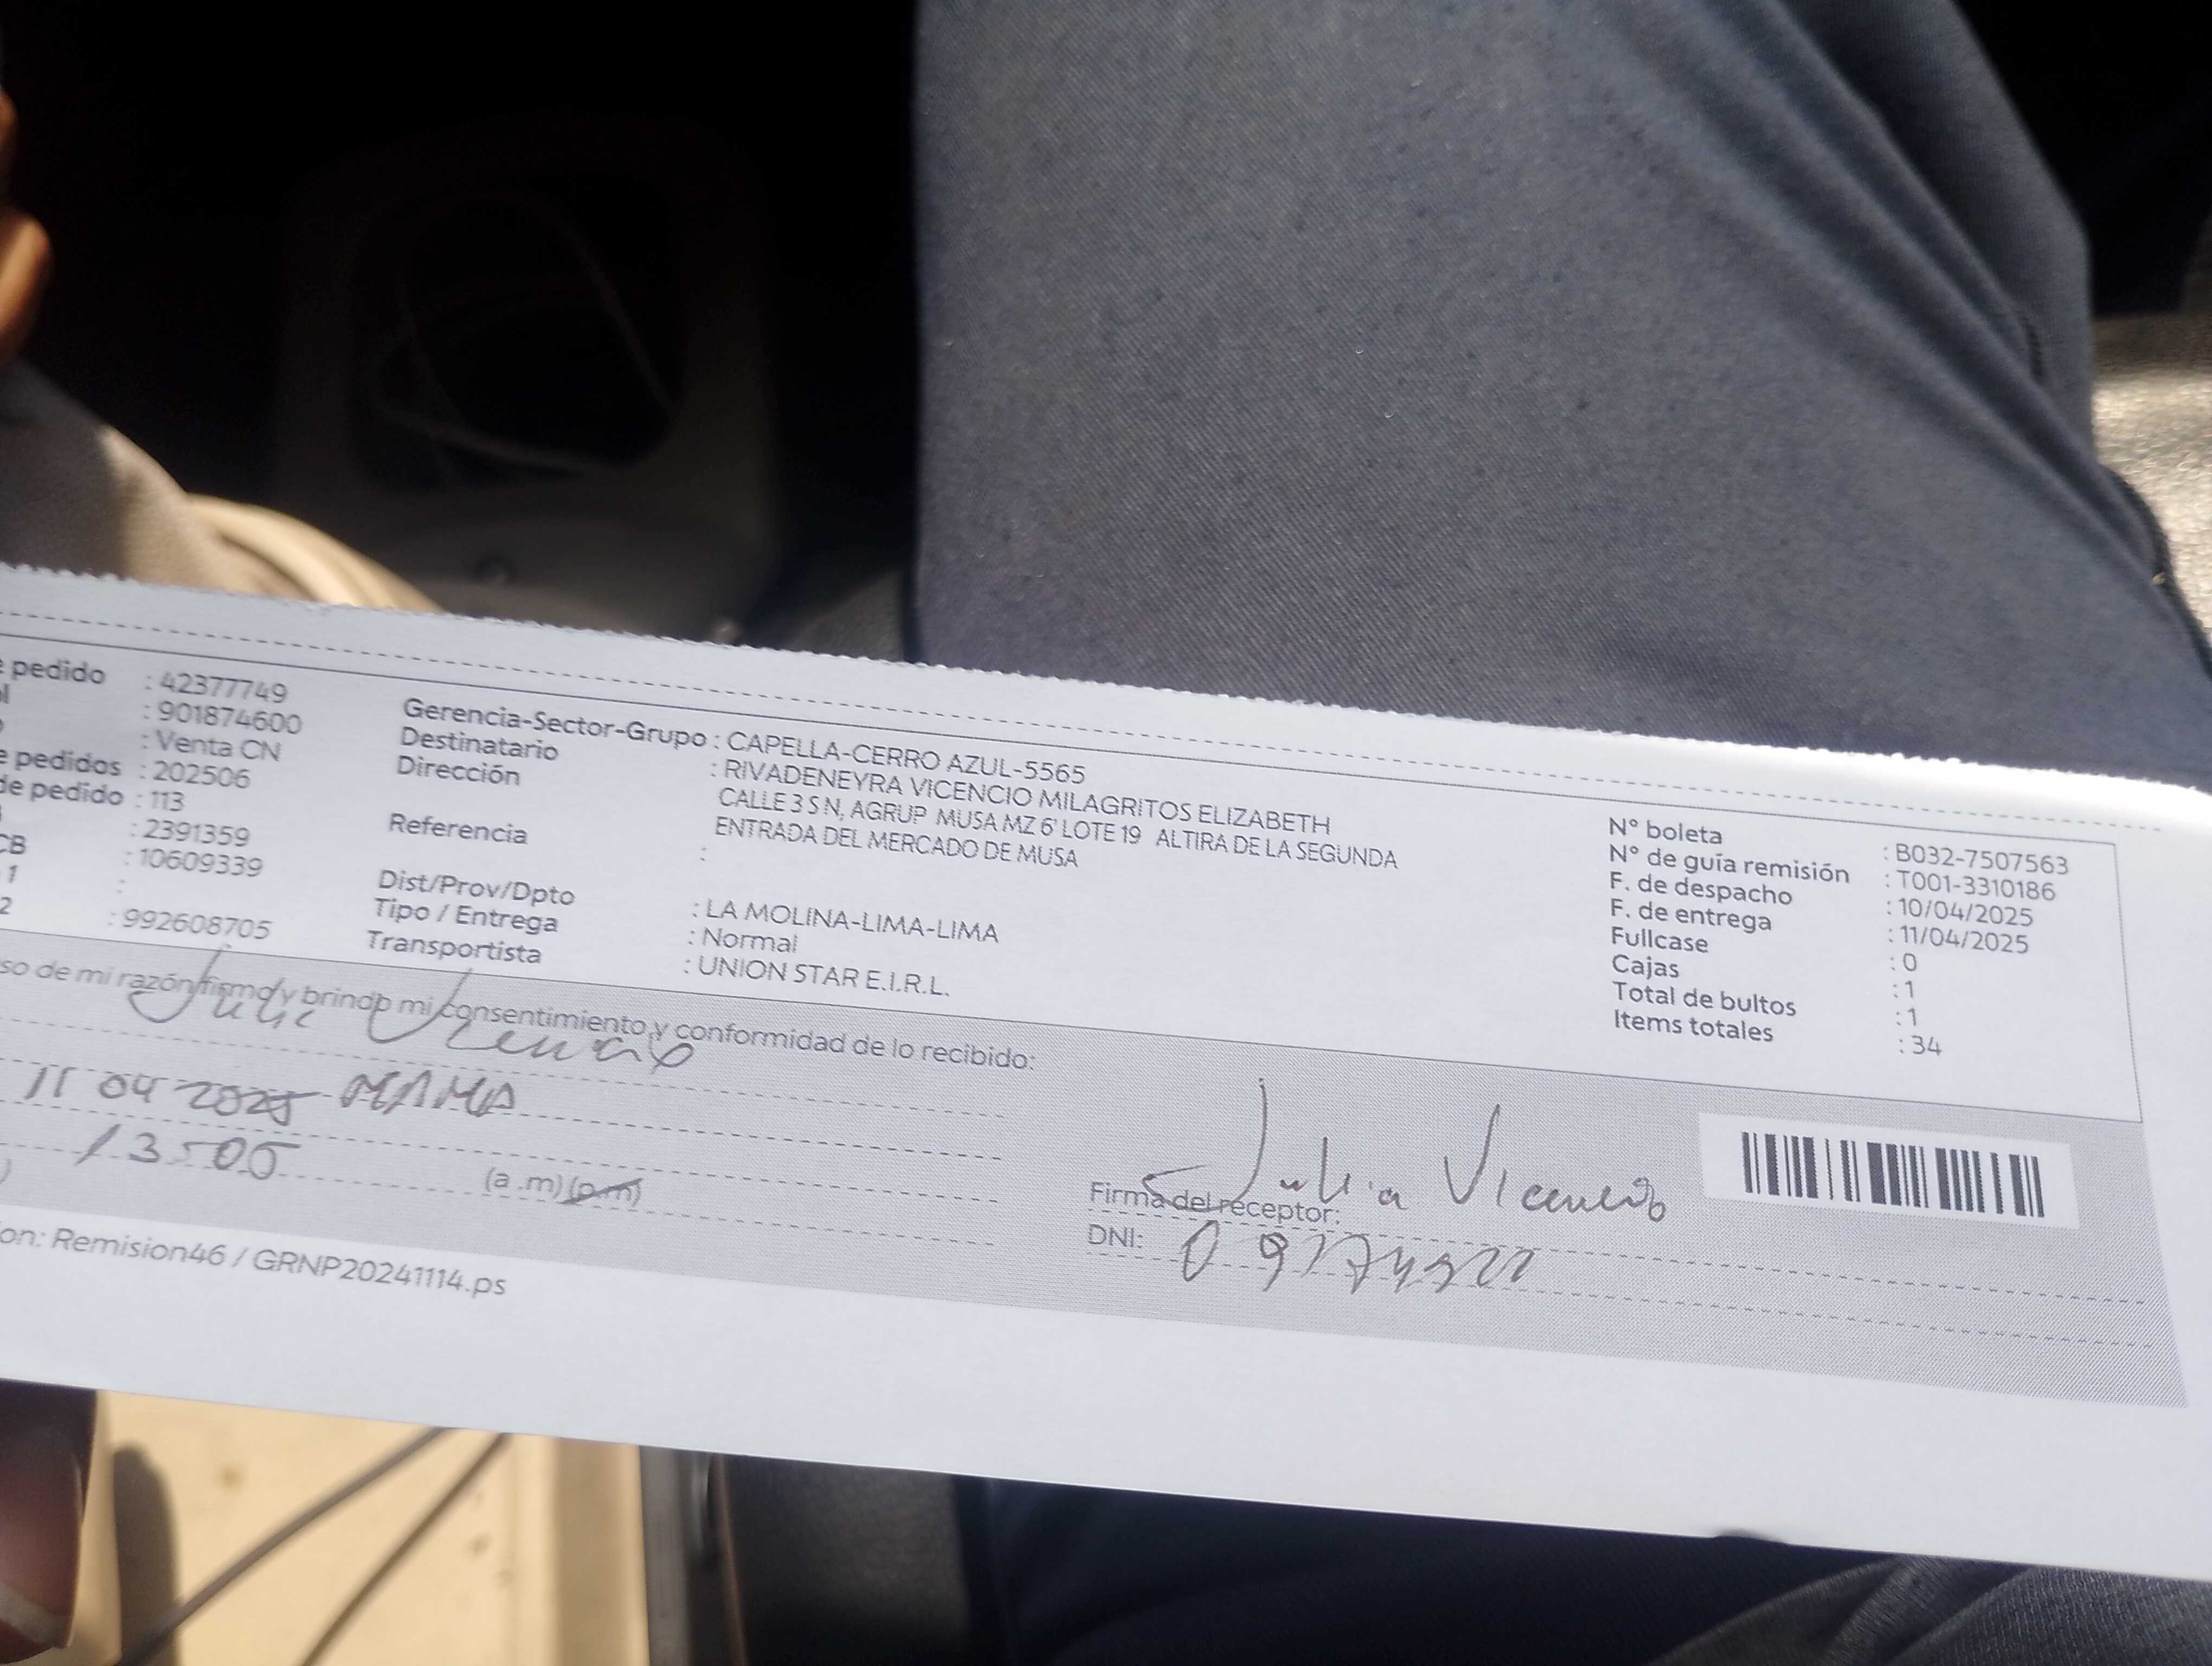 e pedido : 42377749
: 901874600
: Venta CN
e pedidos : 202506
de pedido : 113
: 2391359
CB : 10609339
1 :
2 : 992608705
Gerencia-Sector-Grupo : CAPELLA-CERRO AZUL-5565
Destinatario : RIVADENEYRA VICENCIO MILAGRITOS ELIZABETH
Dirección CALLE 3 S N, AGRUP MUSA MZ 6' LOTE 19 ALTIRA DE LA SEGUNDA
ENTRADA DEL MERCADO DE MUSA
Referencia :
Dist/Prov/Dpto : LA MOLINA-LIMA-LIMA
Tipo / Entrega : Normal
Transportista : UNION STAR E.I.R.L.
N° boleta : B032-7507563
N° de guía remisión : T001-3310186
F. de despacho : 10/04/2025
F. de entrega : 11/04/2025
Fullcase : 0
Cajas : 1
Total de bultos : 1
Items totales : 34
so de mi razón firmo y brindo mi consentimiento y conformidad de lo recibido:
11 04 2025 MAMA
13:05
(a .m) (p.m)
Firma del receptor: Julia Vicencio
DNI:
on: Remision46 / GRNP20241114.ps